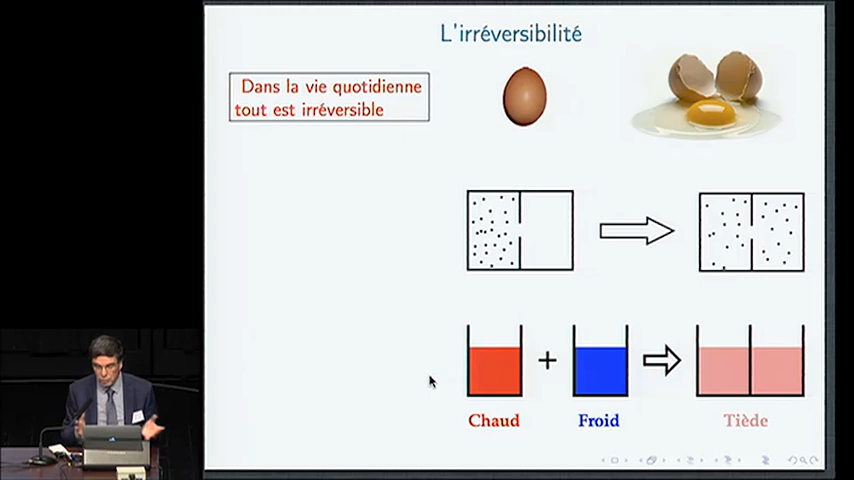 L'irréversibilité
Dans la vie quotidienne
tout est irréversible
Chaud
Froid
Tiède